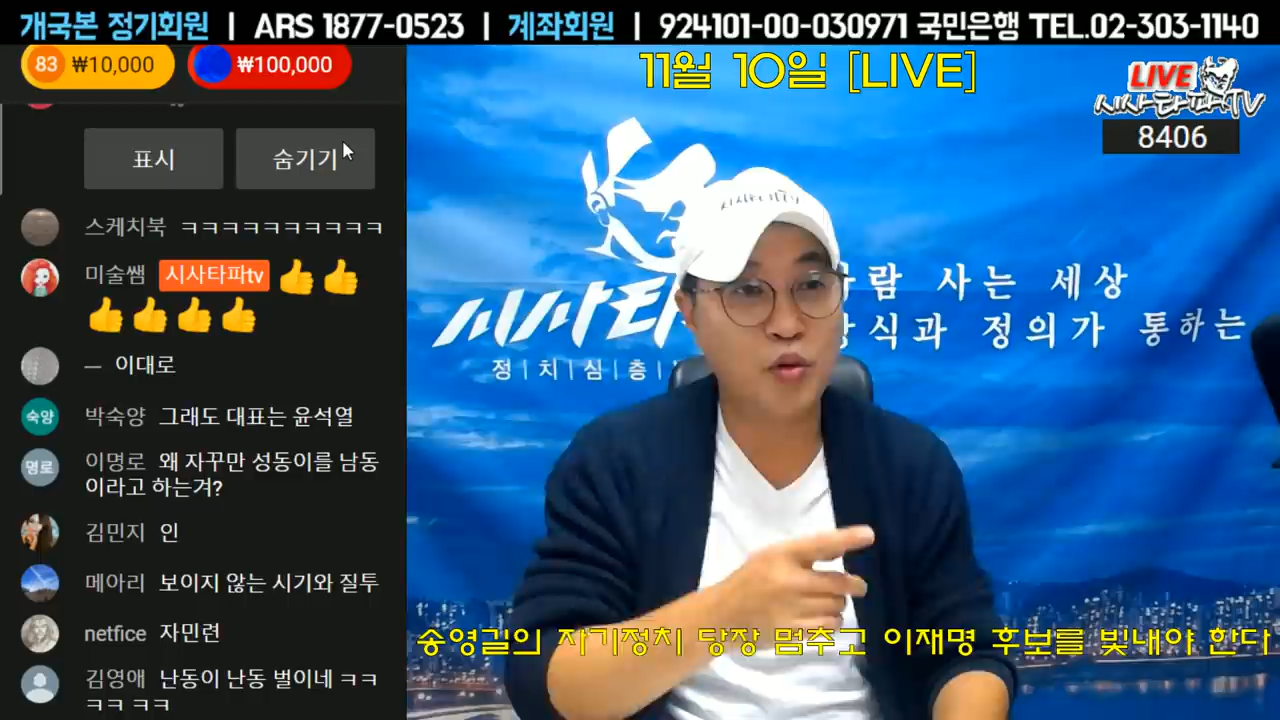 개국본 정기회원 | ARS 1877-0523 | 계좌회원 | 924101-00-030971 국민은행 TEL.02-303-1140
83 ₩10,000 ₩100,000
11월 10일 [LIVE]
LIVE
시사타파TV
8406
표시 숨기기
스케치북 ㅋㅋㅋㅋㅋㅋㅋㅋㅋㅋ
미술쌤 시사타파tv 👍👍
👍👍👍👍
이대로
숙양 박숙양 그래도 대표는 윤석열
명로 이명로 왜 자꾸만 성동이를 남동
이라고 하는겨?
김민지 인
메아리 보이지 않는 시기와 질투
netfice 자민련
김영애 난동이 난동 벌이네 ㅋㅋ
ㅋㅋ ㅋㅋ
시사타파TV
시사타
정|치|심|층|
람 사는 세상
식과 정의가 통하는
송영길의 자기정치 당장 멈추고 이재명 후보를 빛내야 한다